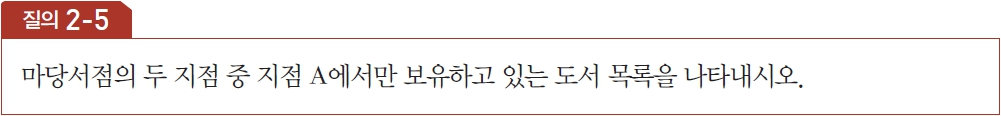 질의 2-5
마당서점의 두 지점 중 지점 A에서만 보유하고 있는 도서 목록을 나타내시오.